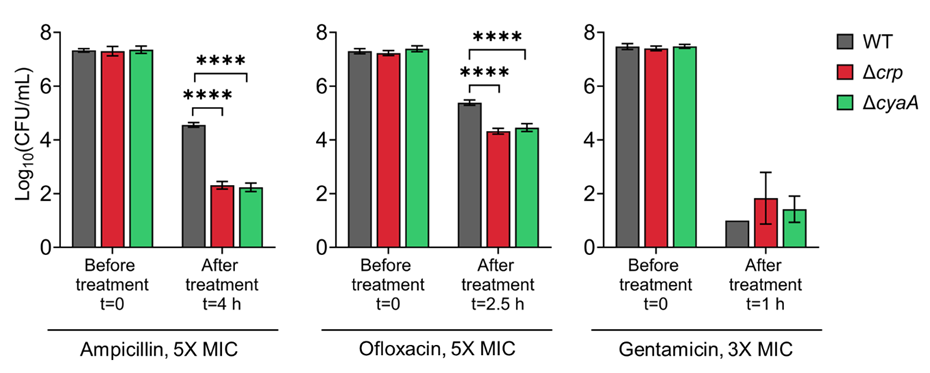 Log10(CFU/mL)
8
6
4
2
0
****
****
Before treatment t=0
After treatment t=4 h
Ampicillin, 5X MIC
8
6
4
2
0
****
****
Before treatment t=0
After treatment t=2.5 h
Ofloxacin, 5X MIC
8
6
4
2
0
Before treatment t=0
After treatment t=1 h
Gentamicin, 3X MIC
WT
Δcrp
ΔcyaA